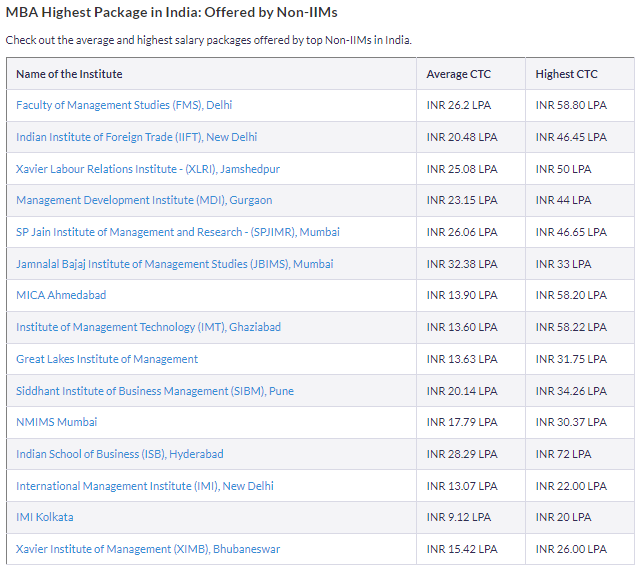 MBA Highest Package in India: Offered by Non-IIMs
Check out the average and highest salary packages offered by top Non-IIMs in India.
Name of the Institute Average CTC Highest CTC
Faculty of Management Studies (FMS), Delhi INR 26.2 LPA INR 58.80 LPA
Indian Institute of Foreign Trade (IIFT), New Delhi INR 20.48 LPA INR 46.45 LPA
Xavier Labour Relations Institute - (XLRI), Jamshedpur INR 25.08 LPA INR 50 LPA
Management Development Institute (MDI), Gurgaon INR 23.15 LPA INR 44 LPA
SP Jain Institute of Management and Research - (SPJIMR), Mumbai INR 26.06 LPA INR 46.65 LPA
Jamnalal Bajaj Institute of Management Studies (JBIMS), Mumbai INR 32.38 LPA INR 33 LPA
MICA Ahmedabad INR 13.90 LPA INR 58.20 LPA
Institute of Management Technology (IMT), Ghaziabad INR 13.60 LPA INR 58.22 LPA
Great Lakes Institute of Management INR 13.63 LPA INR 31.75 LPA
Siddhant Institute of Business Management (SIBM), Pune INR 20.14 LPA INR 34.26 LPA
NMIMS Mumbai INR 17.79 LPA INR 30.37 LPA
Indian School of Business (ISB), Hyderabad INR 28.29 LPA INR 72 LPA
International Management Institute (IMI), New Delhi INR 13.07 LPA INR 22.00 LPA
IMI Kolkata INR 9.12 LPA INR 20 LPA
Xavier Institute of Management (XIMB), Bhubaneswar INR 15.42 LPA INR 26.00 LPA